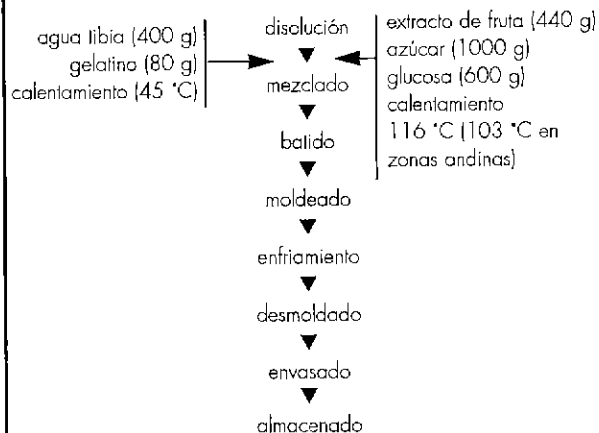 agua tibia (400 g)
gelatina (80 g)
calentamiento (45 °C)
disolución
extracto de fruta (440 g)
azúcar (1000 g)
glucosa (600 g)
calentamiento
116 °C (103 °C en
zonas andinas)
mezclado
batido
moldeado
enfriamiento
desmoldado
envasado
almacenado